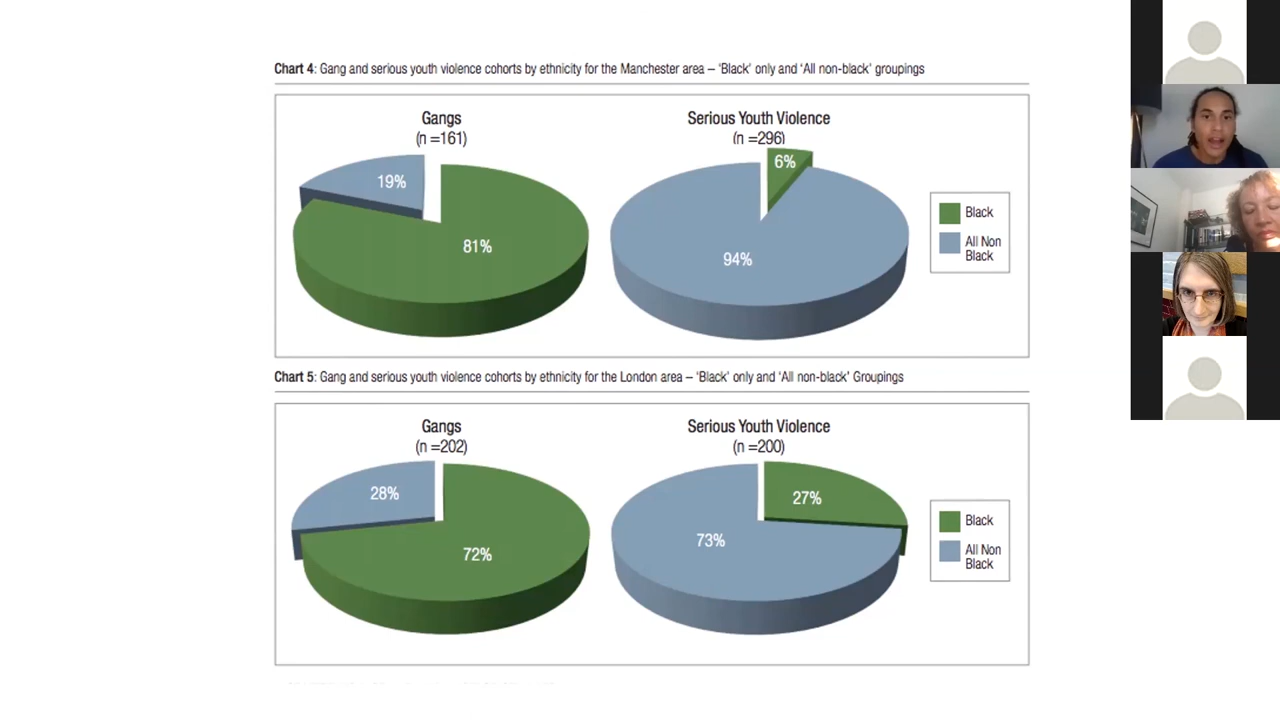 Chart 4: Gang and serious youth violence cohorts by ethnicity for the Manchester area – 'Black' only and 'All non-black' groupings
Gangs
(n =161)
Serious Youth Violence
(n =296)
19%
81%
6%
94%
Black
All Non
Black
Chart 5: Gang and serious youth violence cohorts by ethnicity for the London area – 'Black' only and 'All non-black' Groupings
Gangs
(n =202)
Serious Youth Violence
(n =200)
28%
72%
27%
73%
Black
All Non
Black